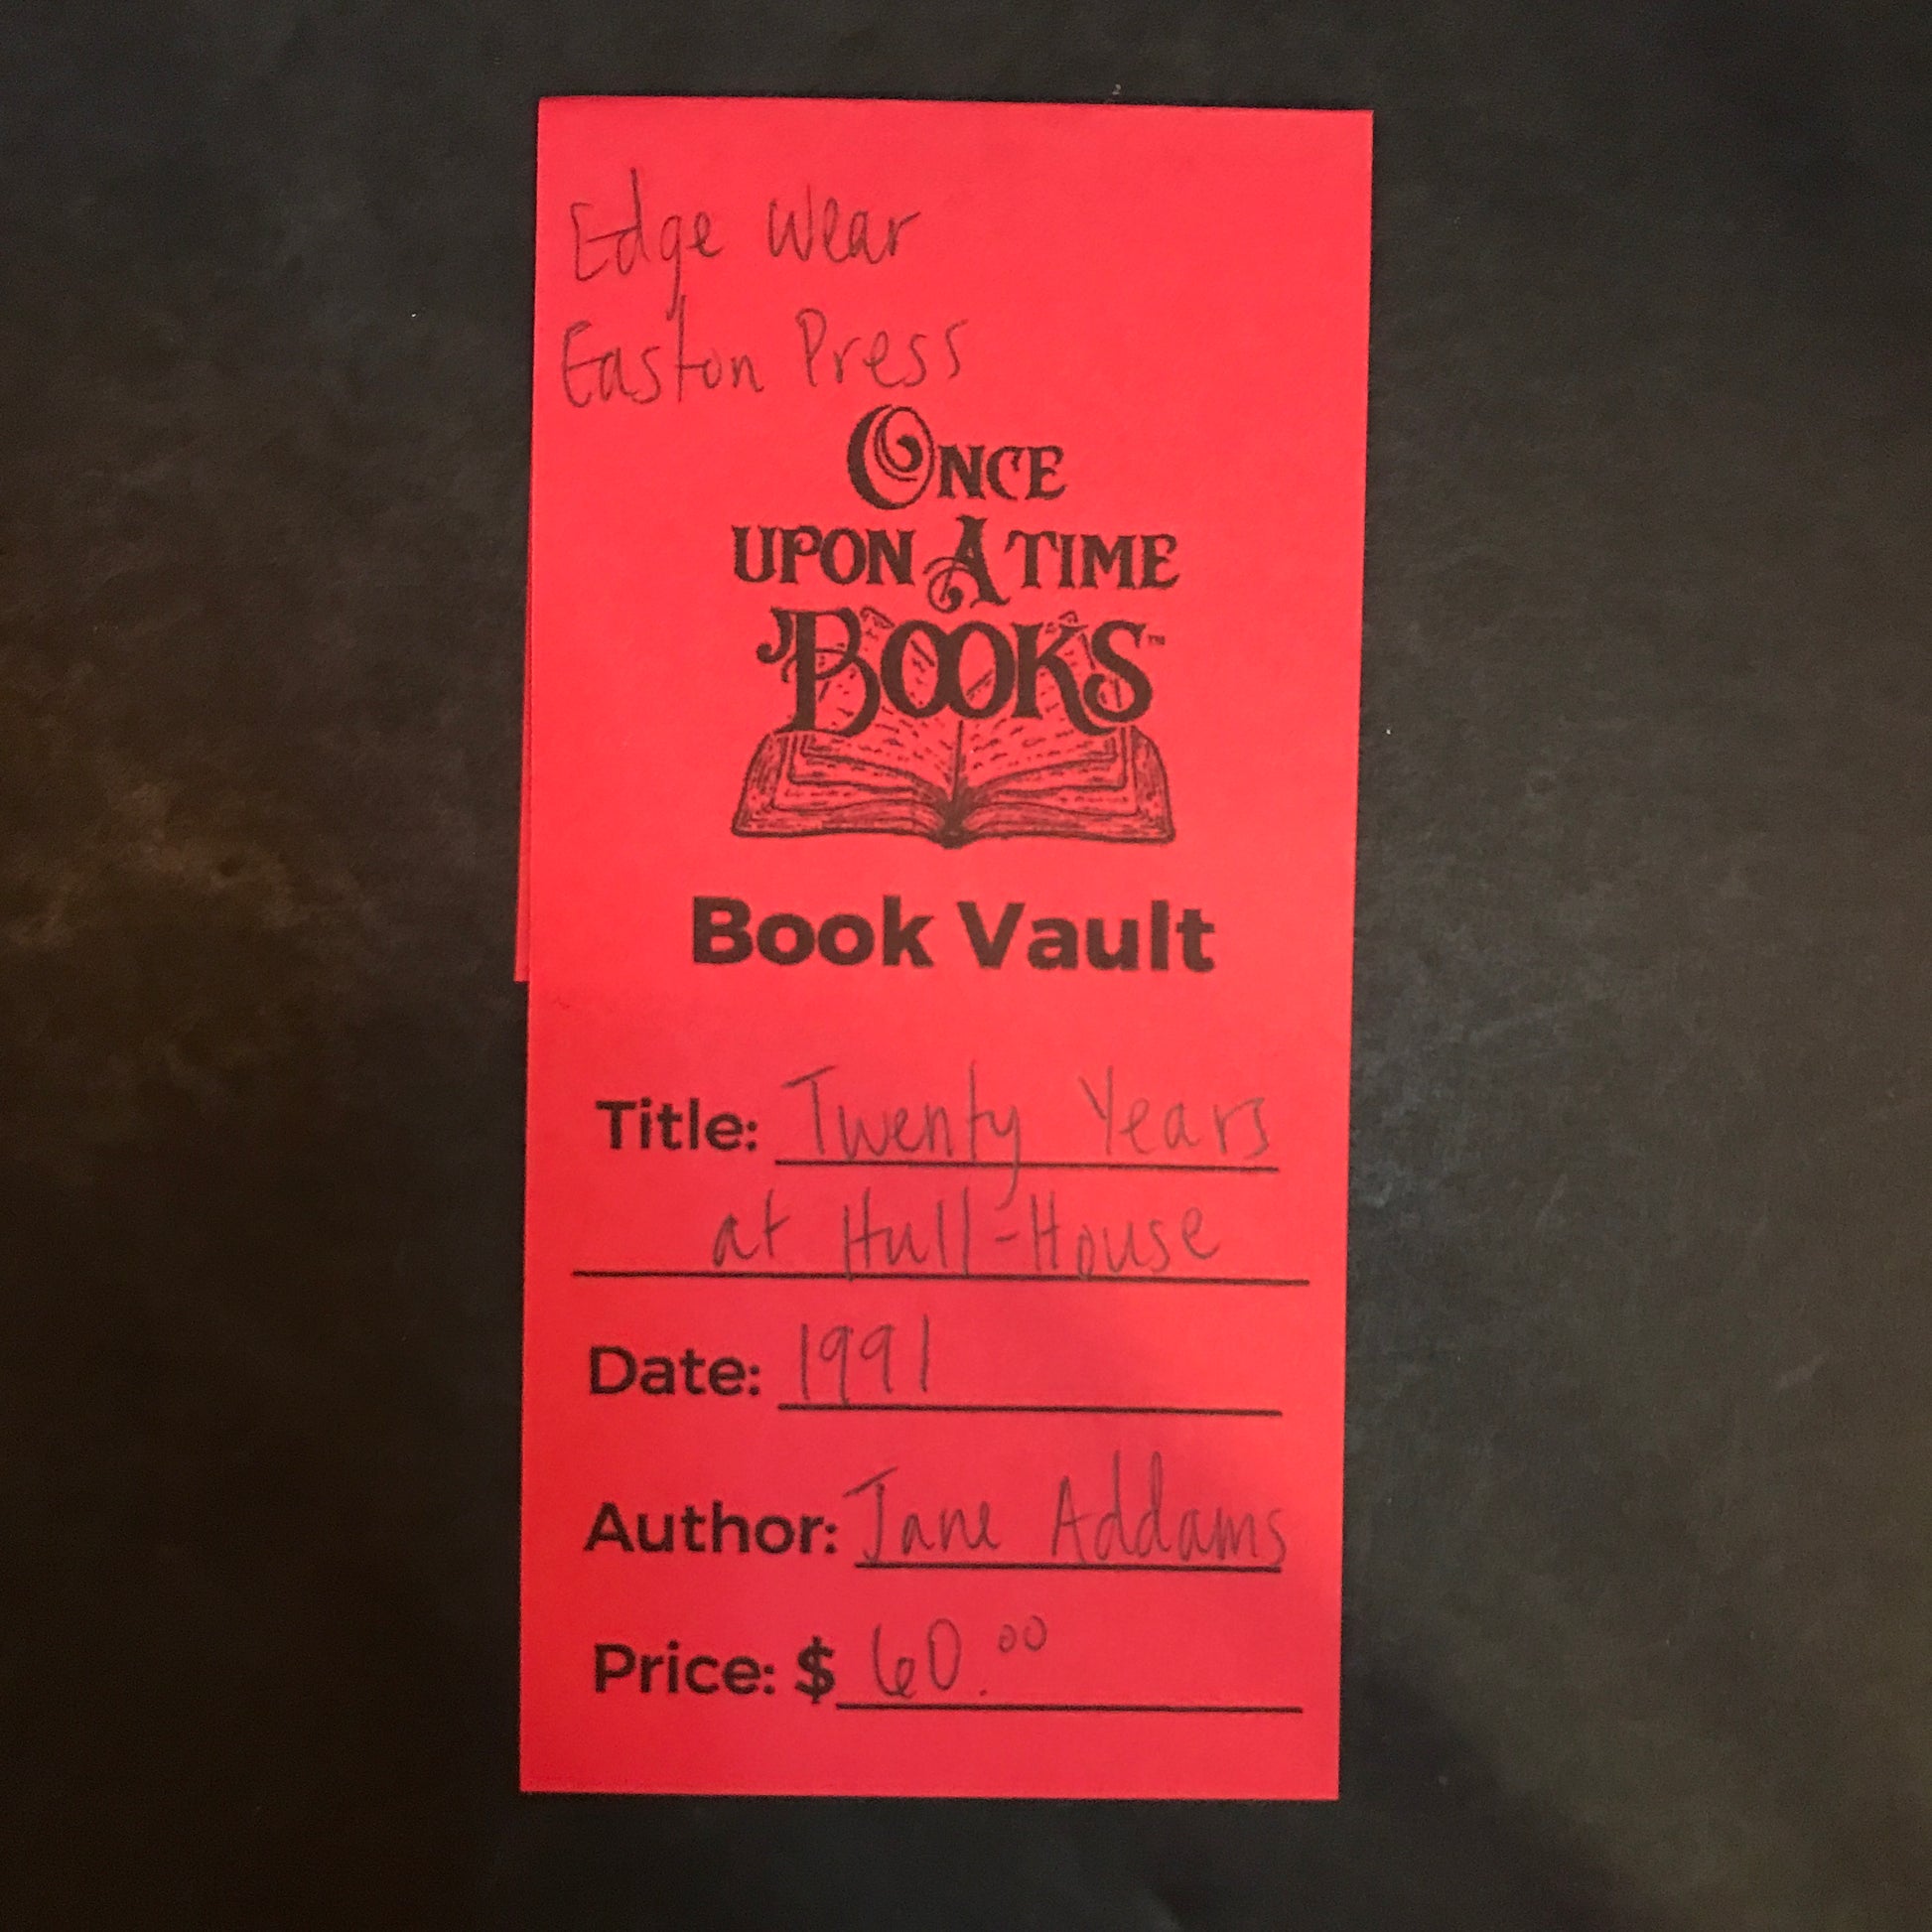 Edge Wear
Easton Press
ONCE
UPON A TIME
BOOKS™
Book Vault
Title: Twenty Years
at Hull-House
Date: 1991
Author: Jane Addams
Price: $ 60.00